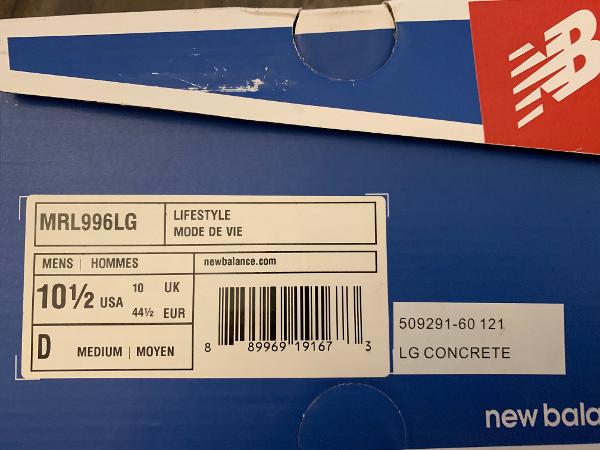 NB
MRL996LG
LIFESTYLE
MODE DE VIE
MENS | HOMMES
newbalance.com
10½ USA
10 UK
44½ EUR
D MEDIUM | MOYEN
8 89969 19167 3
509291-60 121
LG CONCRETE
new bala